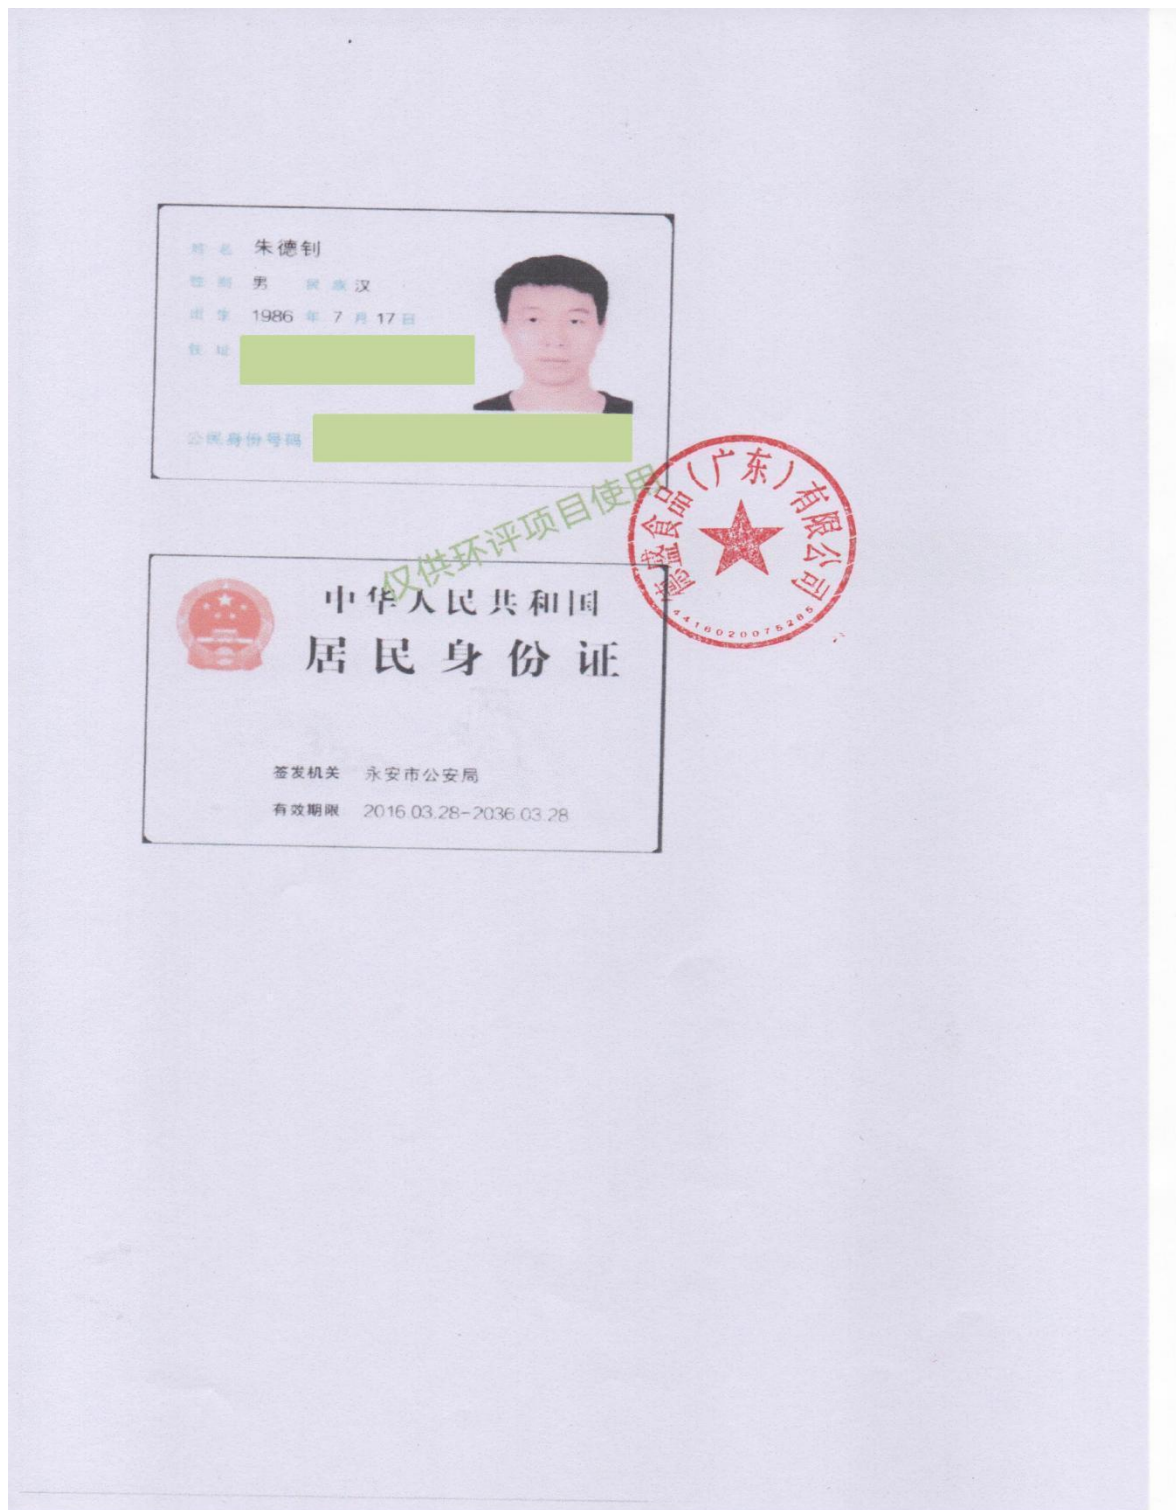 姓名 朱德钊
性别 男 民族 汉
出生 1986 年 7 月 17 日
住址
公民身份号码
仅供环评项目使用
德盛食品（广东）有限公司
4416020075285
中华人民共和国
居民身份证
签发机关 永安市公安局
有效期限 2016.03.28-2036.03.28